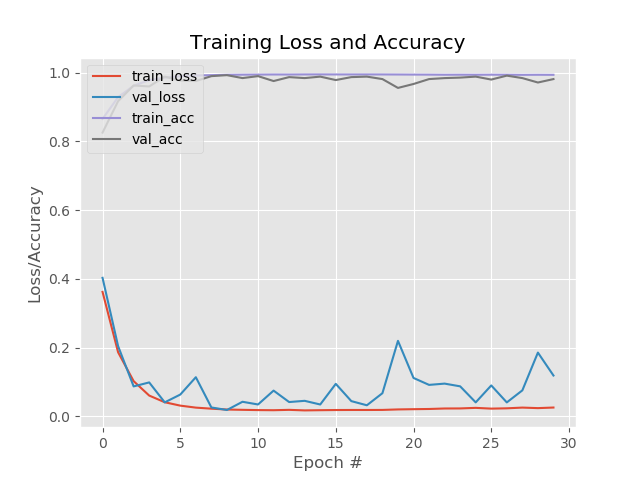 Training Loss and Accuracy
train_loss
val_loss
train_acc
val_acc
1.0
0.8
0.6
0.4
0.2
0.0
Loss/Accuracy
0 5 10 15 20 25 30
Epoch #